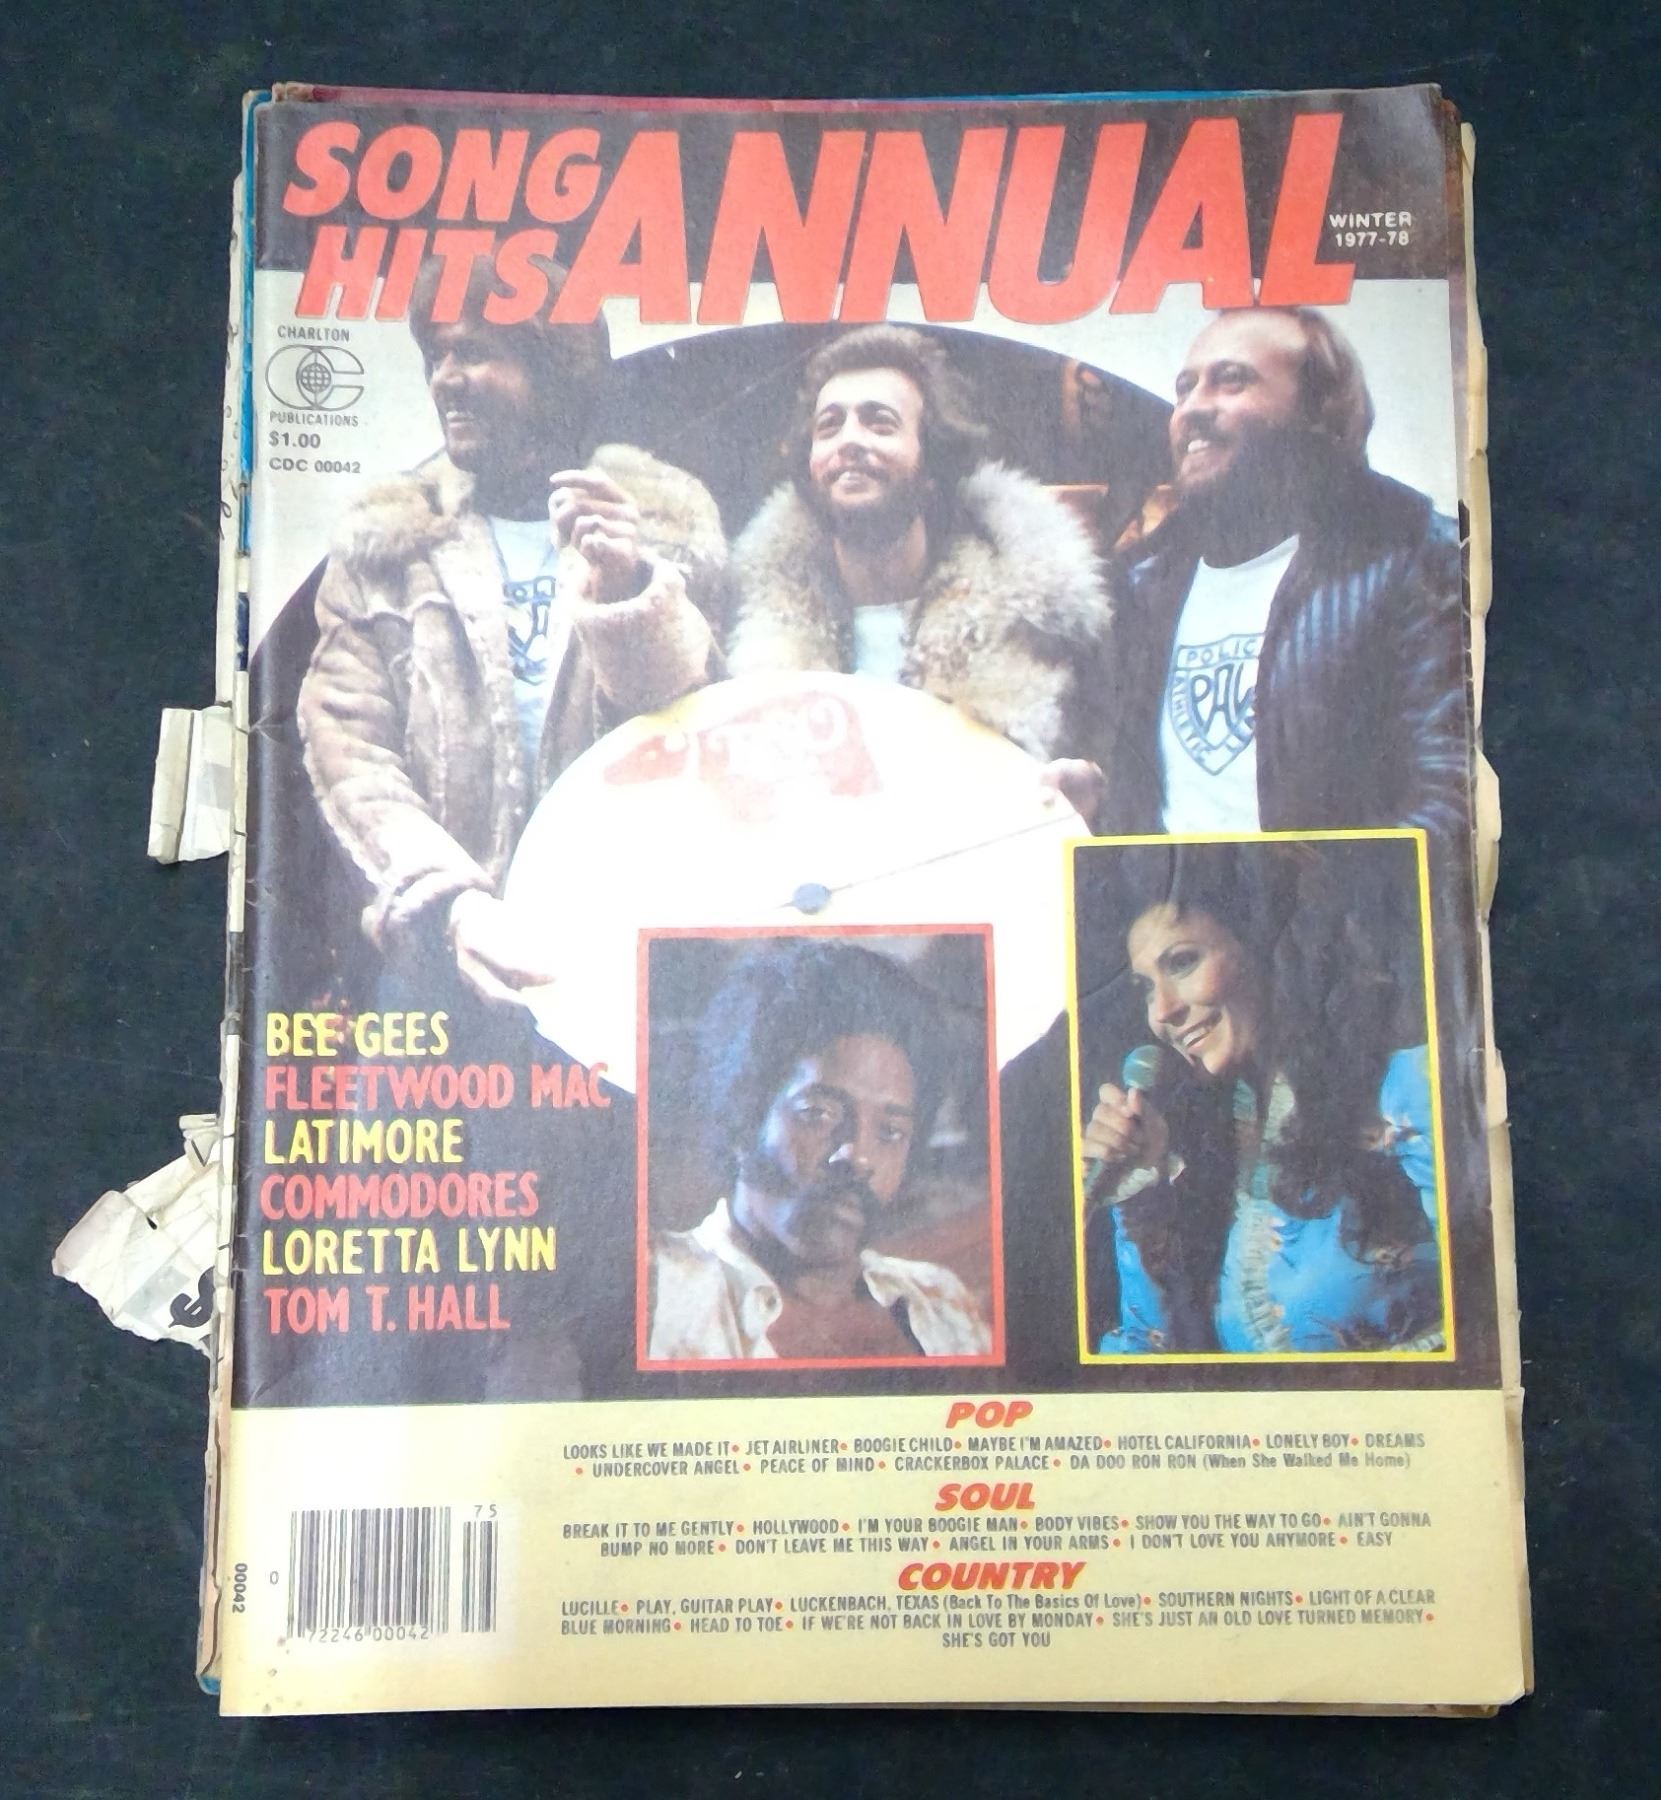 SONG
HITS
ANNUAL
WINTER
1977-78
CHARLTON
PUBLICATIONS
$1.00
CDC 00042
POLIC
PAL
RSO
BEE GEES
FLEETWOOD MAC
LATIMORE
COMMODORES
LORETTA LYNN
TOM T. HALL
S
POP
LOOKS LIKE WE MADE IT• JET AIRLINER• BOOGIE CHILD• MAYBE I'M AMAZED• HOTEL CALIFORNIA• LONELY BOY• DREAMS
• UNDERCOVER ANGEL• PEACE OF MIND• CRACKERBOX PALACE• DA DOO RON RON (When She Walked Me Home)
SOUL
BREAK IT TO ME GENTLY• HOLLYWOOD• I'M YOUR BOOGIE MAN• BODY VIBES• SHOW YOU THE WAY TO GO• AIN'T GONNA
BUMP NO MORE• DON'T LEAVE ME THIS WAY• ANGEL IN YOUR ARMS• I DON'T LOVE YOU ANYMORE• EASY
COUNTRY
LUCILLE• PLAY, GUITAR PLAY• LUCKENBACH, TEXAS (Back To The Basics Of Love)• SOUTHERN NIGHTS• LIGHT OF A CLEAR
BLUE MORNING• HEAD TO TOE• IF WE'RE NOT BACK IN LOVE BY MONDAY• SHE'S JUST AN OLD LOVE TURNED MEMORY•
SHE'S GOT YOU
75
0
72246 00042
00042